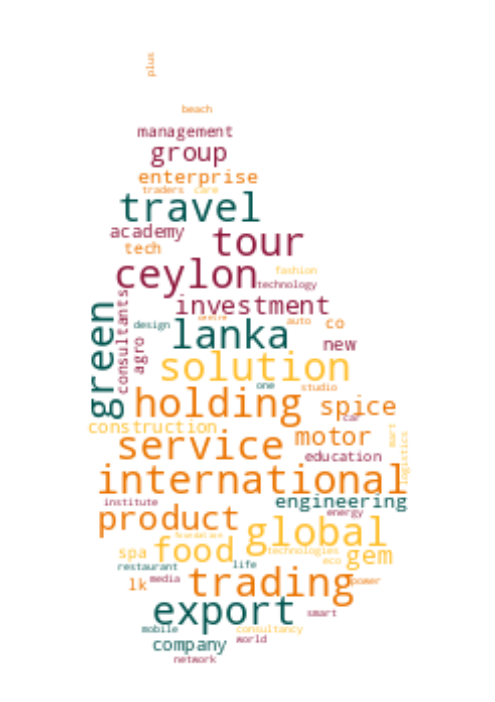 plus
beach
management
group
enterprise
traders care
travel
academy
tour
tech
ceylon
fashion
technology
consultants
investment
green
centre
design
auto
co
lanka
agro
new
solution
one
studio
holding
spice
car
construction
motor
mart
service
education
logistics
international
institute
engineering
energy
product
global
foundation
food
spa
technologies
gem
eco
restaurant
life
media
lk
trading
power
export
smart
mobile
consultancy
company
world
network